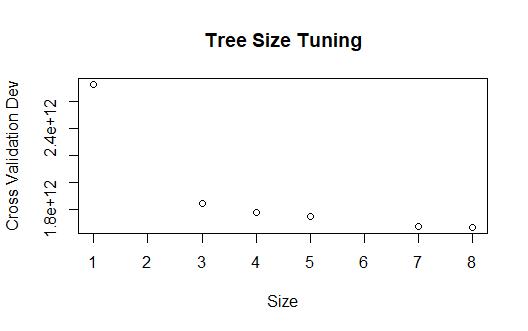 Tree Size Tuning
Cross Validation Dev
2.4e+12
1.8e+12
1 2 3 4 5 6 7 8
Size